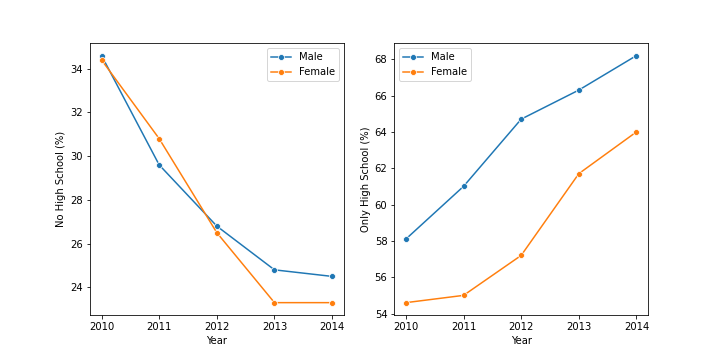 No High School (%)
34
32
30
28
26
24
2010 2011 2012 2013 2014
Year
Male
Female
Only High School (%)
68
66
64
62
60
58
56
54
2010 2011 2012 2013 2014
Year
Male
Female